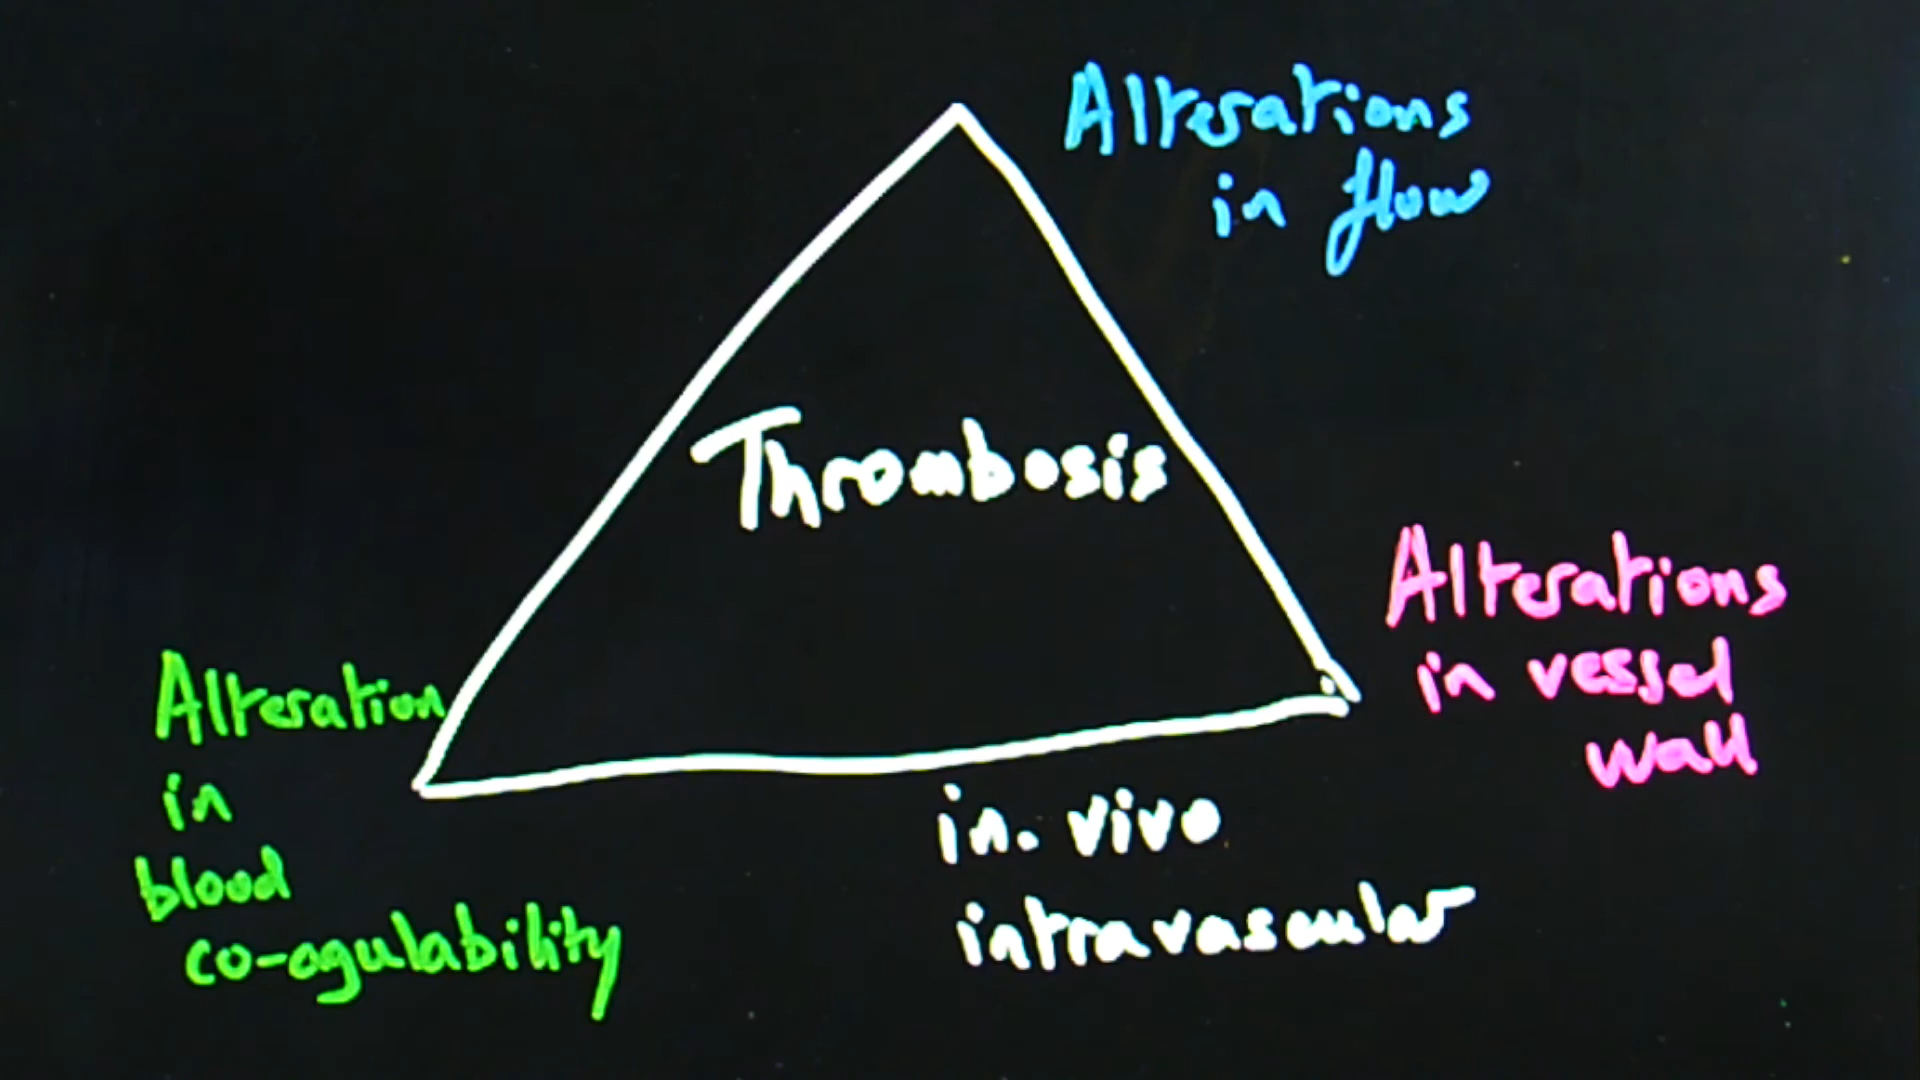 Alterations
in flow
Thrombosis
Alterations
in vessel
wall
Alteration
in
blood
co-agulability
in. vivo
intravascular